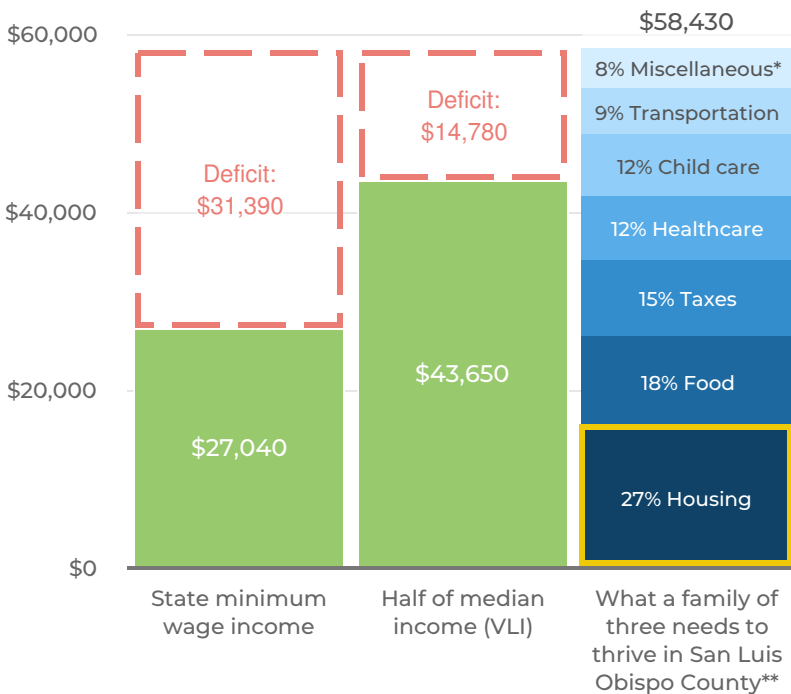 $58,430
$60,000
8% Miscellaneous*
Deficit:
$14,780
9% Transportation
12% Child care
Deficit:
$31,390
$40,000
12% Healthcare
15% Taxes
$43,650
18% Food
$20,000
$27,040
27% Housing
$0
State minimum
wage income
Half of median
income (VLI)
What a family of
three needs to
thrive in San Luis
Obispo County**